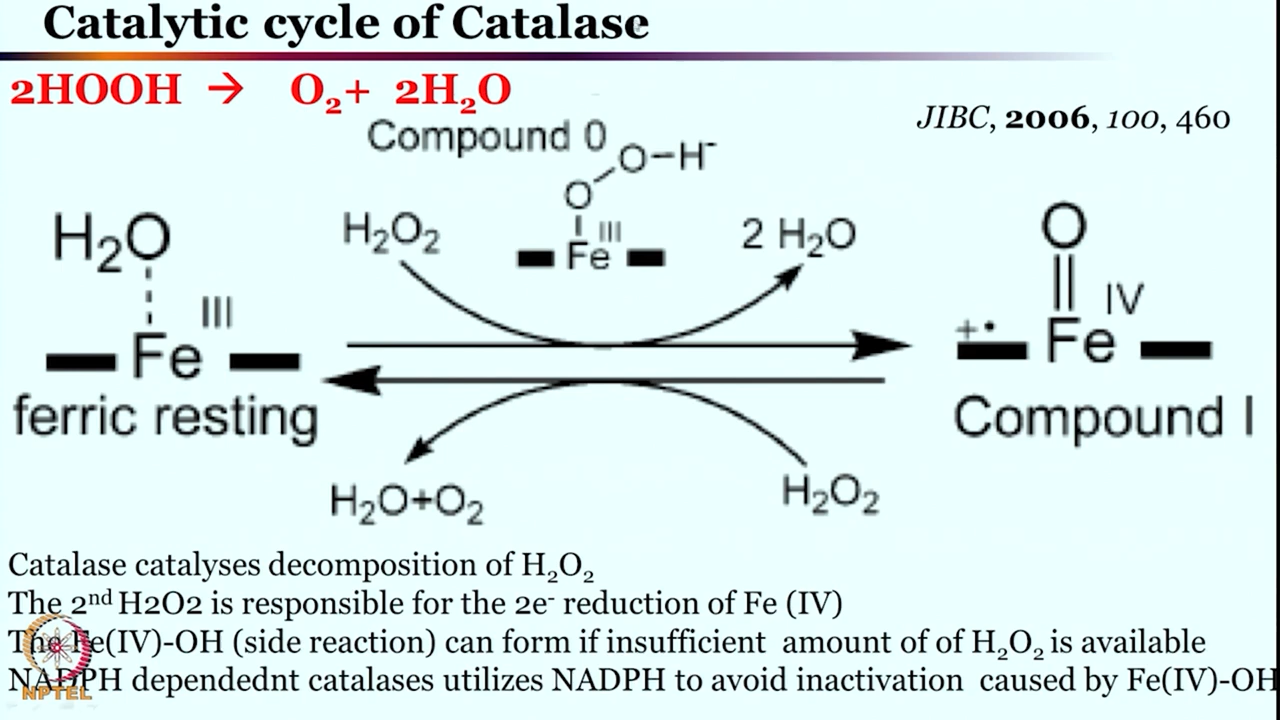 Catalytic cycle of Catalase
2HOOH → O₂+ 2H₂O
JIBC, 2006, 100, 460
Compound 0
O–H⁻
O
H₂O
H₂O₂
III
Fe
2 H₂O
O
III
Fe
IV
+•
Fe
ferric resting
Compound I
H₂O+O₂
H₂O₂
Catalase catalyses decomposition of H₂O₂
The 2nd H2O2 is responsible for the 2e⁻ reduction of Fe (IV)
The Fe(IV)-OH (side reaction) can form if insufficient amount of of H₂O₂ is available
NADPH dependednt catalases utilizes NADPH to avoid inactivation caused by Fe(IV)-OH
NPTEL